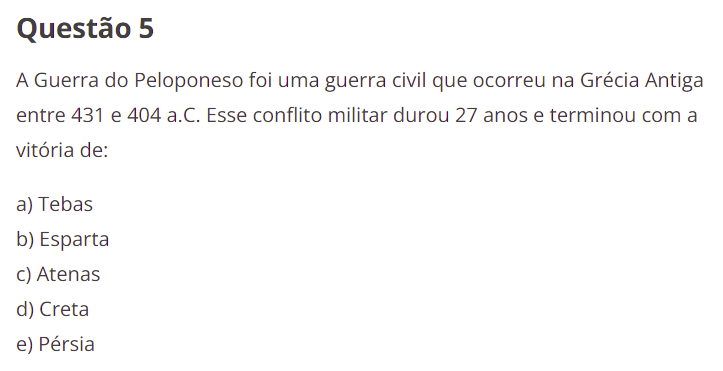 Questão 5
A Guerra do Peloponeso foi uma guerra civil que ocorreu na Grécia Antiga
entre 431 e 404 a.C. Esse conflito militar durou 27 anos e terminou com a
vitória de:
a) Tebas
b) Esparta
c) Atenas
d) Creta
e) Pérsia